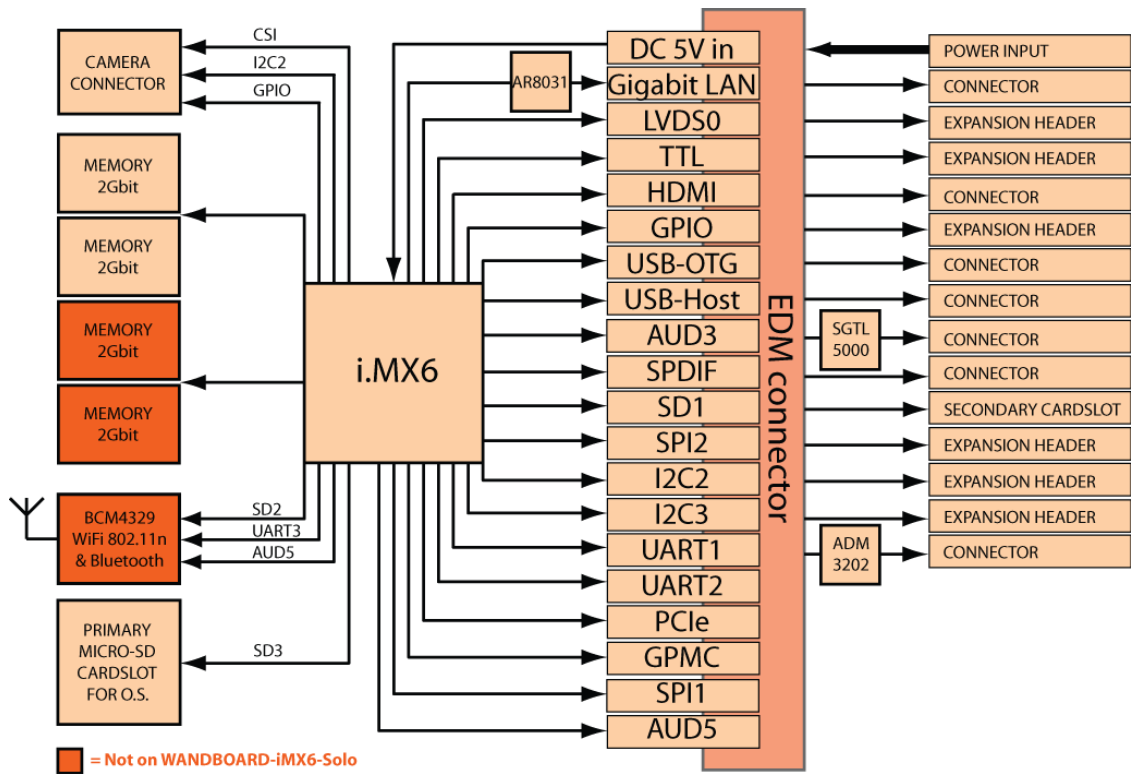 CAMERA
CONNECTOR
CSI
I2C2
GPIO
MEMORY
2Gbit
MEMORY
2Gbit
MEMORY
2Gbit
MEMORY
2Gbit
BCM4329
WiFi 802.11n
& Bluetooth
SD2
UART3
AUD5
PRIMARY
MICRO-SD
CARDSLOT
FOR O.S.
SD3
= Not on WANDBOARD-iMX6-Solo
i.MX6
AR8031
DC 5V in
Gigabit LAN
LVDS0
TTL
HDMI
GPIO
USB-OTG
USB-Host
AUD3
SPDIF
SD1
SPI2
I2C2
I2C3
UART1
UART2
PCIe
GPMC
SPI1
AUD5
EDM connector
SGTL
5000
ADM
3202
POWER INPUT
CONNECTOR
EXPANSION HEADER
EXPANSION HEADER
CONNECTOR
EXPANSION HEADER
CONNECTOR
CONNECTOR
CONNECTOR
CONNECTOR
SECONDARY CARDSLOT
EXPANSION HEADER
EXPANSION HEADER
EXPANSION HEADER
CONNECTOR